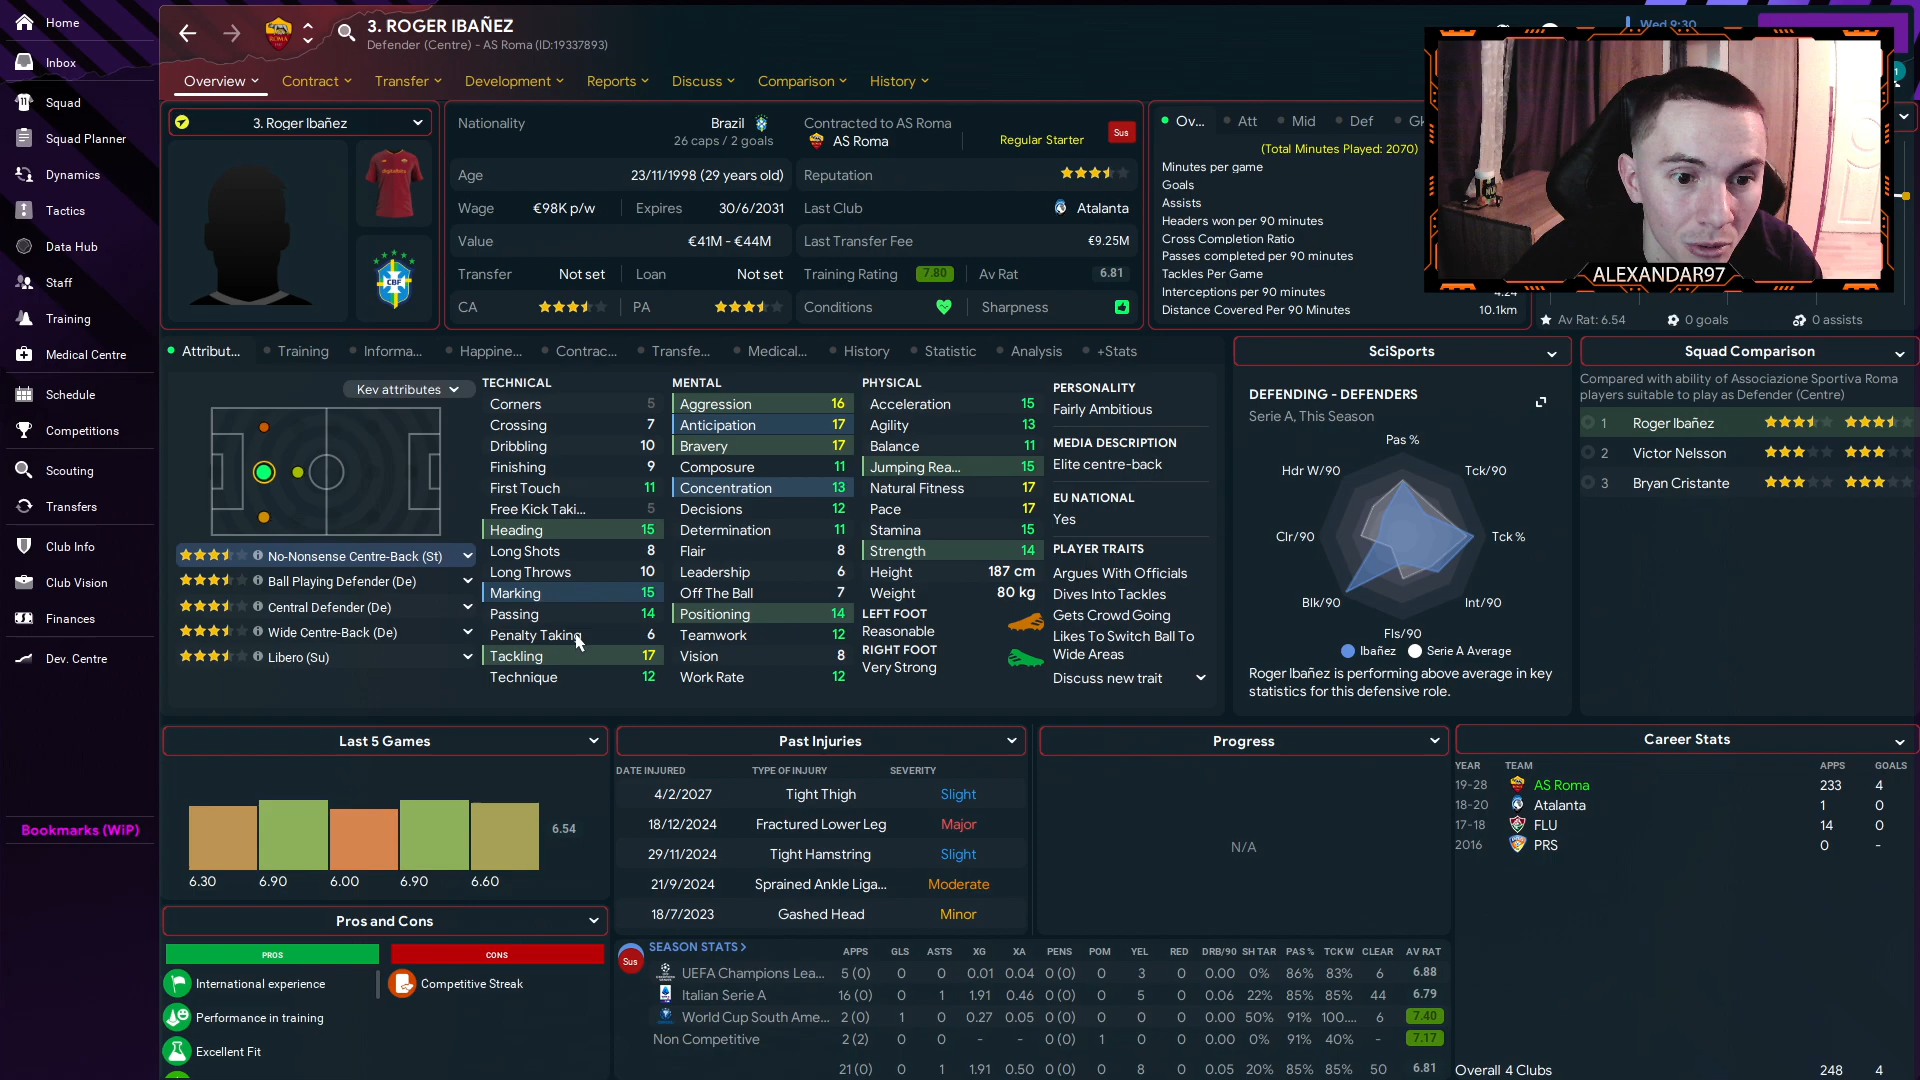 Home
Inbox
Squad
Squad Planner
Dynamics
Tactics
Data Hub
Staff
Training
Medical Centre
Schedule
Competitions
Scouting
Transfers
Club Info
Club Vision
Finances
Dev. Centre
Bookmarks (WiP)
3. ROGER IBAÑEZ
Defender (Centre) - AS Roma (ID:19337893)
Wed 9:30
Overview Contract Transfer Development Reports Discuss Comparison History
3. Roger Ibañez
Nationality Brazil
26 caps / 2 goals
Age 23/11/1998 (29 years old)
Wage €98K p/w Expires 30/6/2031
Value €41M - €44M
Transfer Not set Loan Not set
CA PA
Contracted to AS Roma
AS Roma Regular Starter Sus
Reputation
Last Club Atalanta
Last Transfer Fee €9.25M
Training Rating 7.80 Av Rat 6.81
Conditions Sharpness
Ov... Att Mid Def
(Total Minutes Played: 2070)
Minutes per game
Goals
Assists
Headers won per 90 minutes
Cross Completion Ratio
Passes completed per 90 minutes
Tackles Per Game
Interceptions per 90 minutes 4.24
Distance Covered Per 90 Minutes 10.1km
ALEXANDAR97
Av Rat: 6.54 0 goals 0 assists
Attribut... Training Informa... Happine... Contrac... Transfe... Medical... History Statistic Analysis +Stats
Key attributes
No-Nonsense Centre-Back (St)
Ball Playing Defender (De)
Central Defender (De)
Wide Centre-Back (De)
Libero (Su)
TECHNICAL
Corners 5
Crossing 7
Dribbling 10
Finishing 9
First Touch 11
Free Kick Taki... 5
Heading 15
Long Shots 8
Long Throws 10
Marking 15
Passing 14
Penalty Taking 6
Tackling 17
Technique 12
MENTAL
Aggression 16
Anticipation 17
Bravery 17
Composure 11
Concentration 13
Decisions 12
Determination 11
Flair 8
Leadership 6
Off The Ball 7
Positioning 14
Teamwork 12
Vision 8
Work Rate 12
PHYSICAL
Acceleration 15
Agility 13
Balance 11
Jumping Rea... 15
Natural Fitness 17
Pace 17
Stamina 15
Strength 14
Height 187 cm
Weight 80 kg
LEFT FOOT
Reasonable
RIGHT FOOT
Very Strong
PERSONALITY
Fairly Ambitious
MEDIA DESCRIPTION
Elite centre-back
EU NATIONAL
Yes
PLAYER TRAITS
Argues With Officials
Dives Into Tackles
Gets Crowd Going
Likes To Switch Ball To
Wide Areas
Discuss new trait
SciSports
DEFENDING - DEFENDERS
Serie A, This Season
Pas %
Hdr W/90 Tck/90
Clr/90 Tck %
Blk/90 Int/90
Fls/90
Ibañez Serie A Average
Roger Ibañez is performing above average in key
statistics for this defensive role.
Squad Comparison
Compared with ability of Associazione Sportiva Roma
players suitable to play as Defender (Centre)
1 Roger Ibañez
2 Victor Nelsson
3 Bryan Cristante
Last 5 Games
6.54
6.30 6.90 6.00 6.90 6.60
Pros and Cons
PROS CONS
International experience Competitive Streak
Performance in training
Excellent Fit
Past Injuries
DATE INJURED TYPE OF INJURY SEVERITY
4/2/2027 Tight Thigh Slight
18/12/2024 Fractured Lower Leg Major
29/11/2024 Tight Hamstring Slight
21/9/2024 Sprained Ankle Liga... Moderate
18/7/2023 Gashed Head Minor
Progress
N/A
Sus SEASON STATS > APPS GLS ASTS XG XA PENS POM YEL RED DRB/90 SH TAR PAS % TCK W CLEAR AV RAT
UEFA Champions Lea... 5 (0) 0 0 0.01 0.04 0 (0) 0 3 0 0.00 0% 86% 83% 6 6.88
Italian Serie A 16 (0) 0 1 1.91 0.46 0 (0) 0 5 0 0.06 22% 85% 85% 44 6.79
World Cup South Ame... 2 (0) 1 0 0.27 0.05 0 (0) 0 0 0 0.00 50% 91% 100.... 6 7.40
Non Competitive 2 (2) 0 0 - - 0 (0) 1 0 0 0.00 0% 91% 40% - 7.17
21 (0) 0 1 1.91 0.50 0 (0) 0 8 0 0.05 20% 85% 85% 50 6.81
Career Stats
YEAR TEAM APPS GOALS
19-28 AS Roma 233 4
18-20 Atalanta 1 0
17-18 FLU 14 0
2016 PRS 0 -
Overall 4 Clubs 248 4